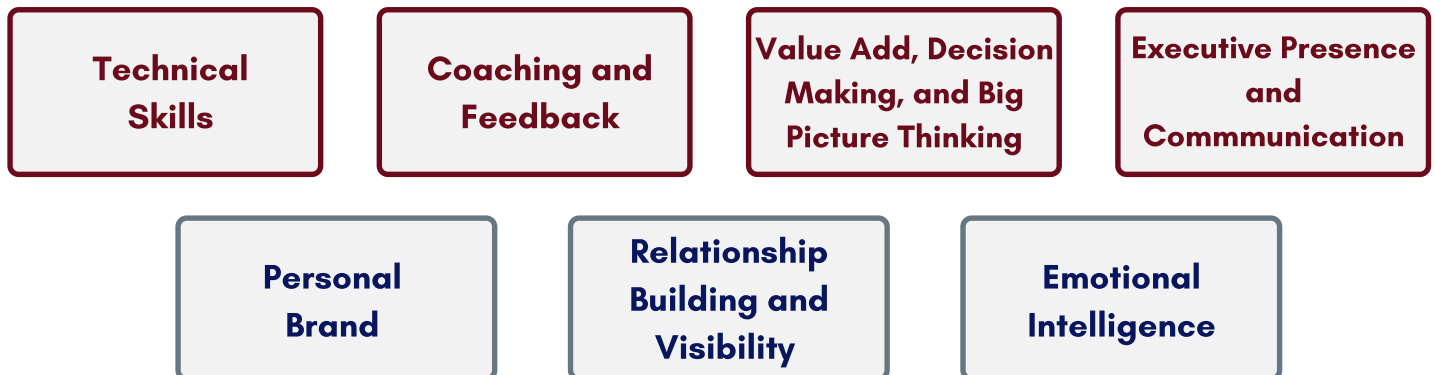 Technical
Skills
Coaching and
Feedback
Value Add, Decision
Making, and Big
Picture Thinking
Executive Presence
and
Commmunication
Personal
Brand
Relationship
Building and
Visibility
Emotional
Intelligence